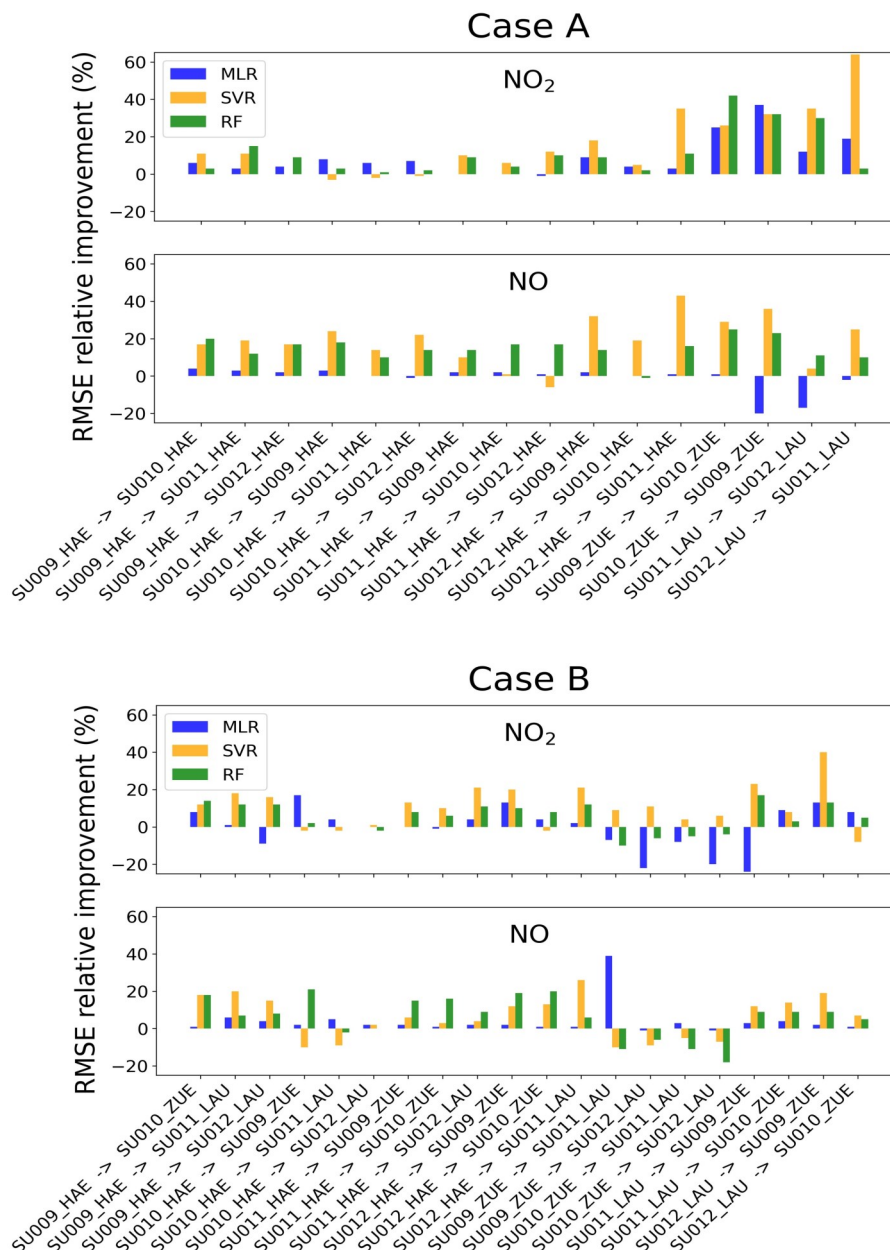 Case A
RMSE relative improvement (%)
NO₂
MLR
SVR
RF
60
40
20
0
−20
NO
60
40
20
0
−20
SU009_HAE -> SU010_HAE
SU009_HAE -> SU011_HAE
SU009_HAE -> SU012_HAE
SU010_HAE -> SU009_HAE
SU010_HAE -> SU011_HAE
SU010_HAE -> SU012_HAE
SU011_HAE -> SU009_HAE
SU011_HAE -> SU010_HAE
SU011_HAE -> SU012_HAE
SU012_HAE -> SU009_HAE
SU012_HAE -> SU010_HAE
SU012_HAE -> SU011_HAE
SU009_ZUE -> SU010_ZUE
SU010_ZUE -> SU009_ZUE
SU011_LAU -> SU012_LAU
SU012_LAU -> SU011_LAU
Case B
RMSE relative improvement (%)
NO₂
MLR
SVR
RF
60
40
20
0
−20
NO
60
40
20
0
−20
SU009_HAE -> SU010_ZUE
SU009_HAE -> SU011_LAU
SU009_HAE -> SU012_LAU
SU010_HAE -> SU009_ZUE
SU010_HAE -> SU011_LAU
SU010_HAE -> SU012_LAU
SU011_HAE -> SU009_ZUE
SU011_HAE -> SU010_ZUE
SU011_HAE -> SU012_LAU
SU012_HAE -> SU009_ZUE
SU012_HAE -> SU010_ZUE
SU012_HAE -> SU011_LAU
SU009_ZUE -> SU011_LAU
SU009_ZUE -> SU012_LAU
SU010_ZUE -> SU011_LAU
SU010_ZUE -> SU012_LAU
SU011_LAU -> SU009_ZUE
SU011_LAU -> SU010_ZUE
SU012_LAU -> SU009_ZUE
SU012_LAU -> SU010_ZUE